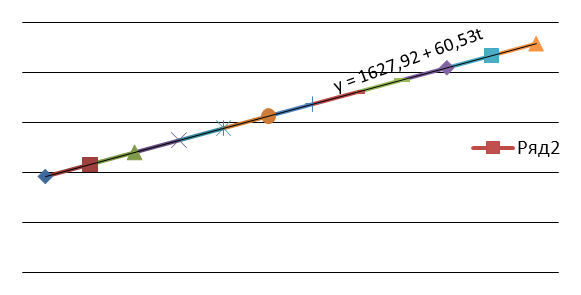 y = 1627,92 + 60,53t
Ряд2